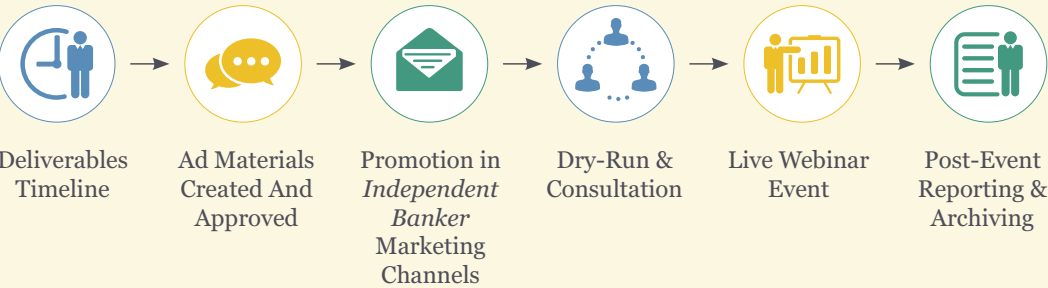 Deliverables
Timeline
Ad Materials
Created And
Approved
Promotion in
Independent
Banker
Marketing
Channels
Dry-Run &
Consultation
Live Webinar
Event
Post-Event
Reporting &
Archiving